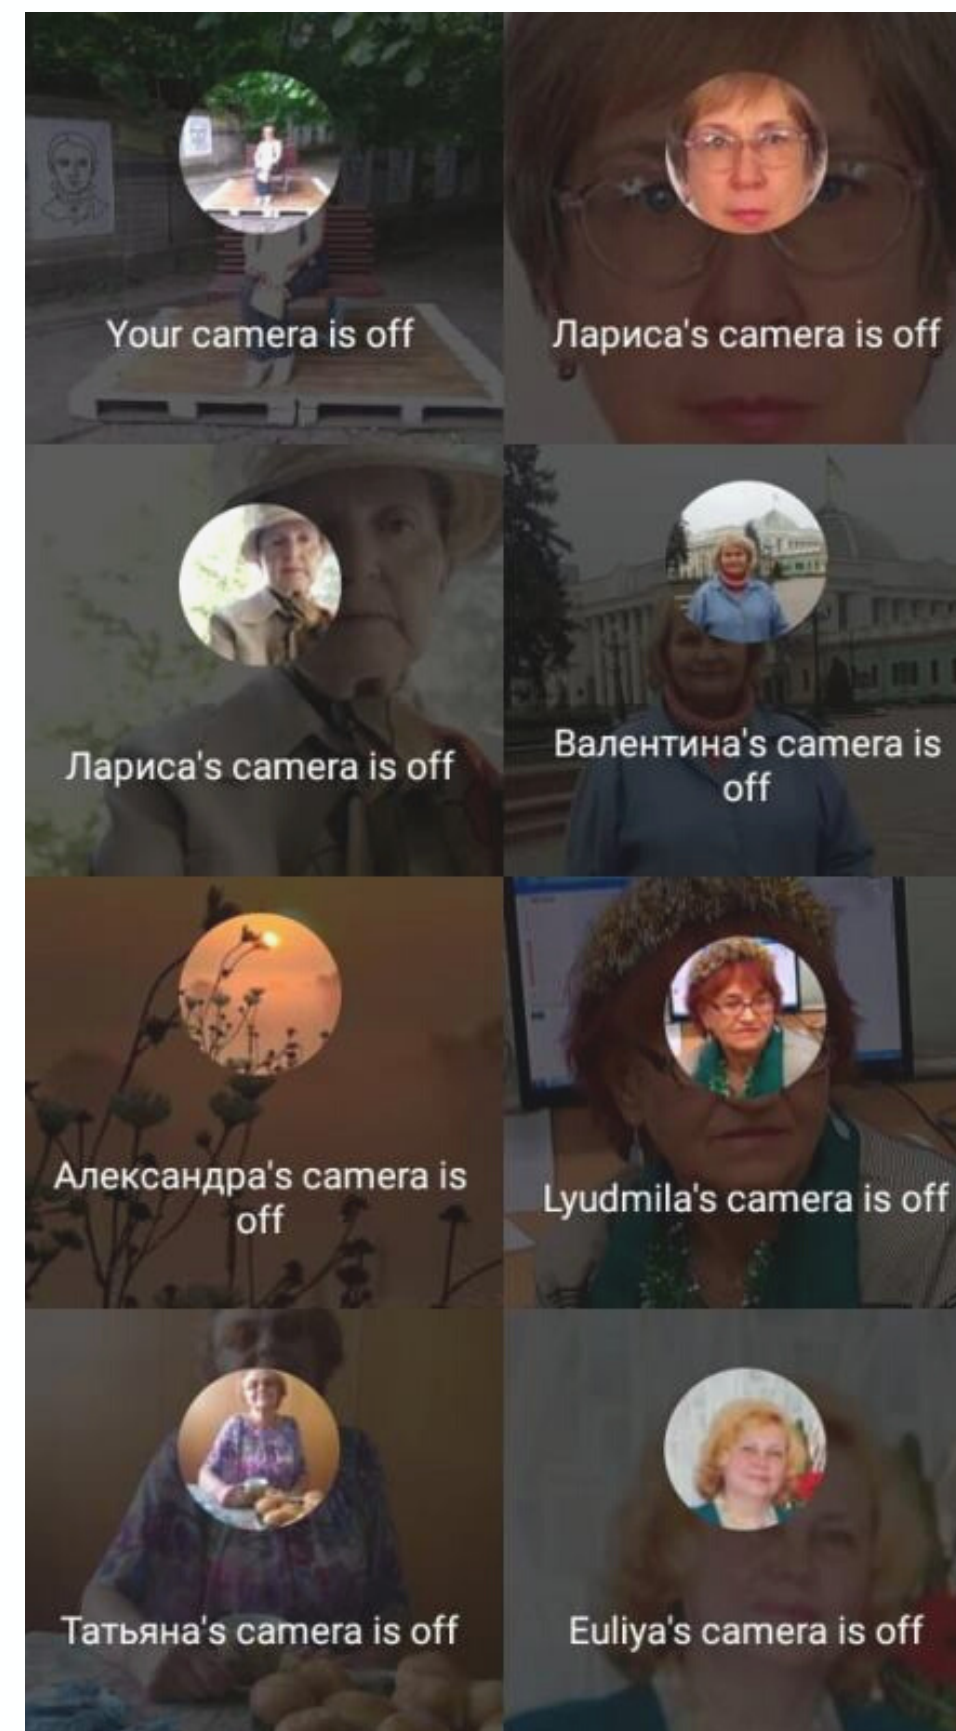 Your camera is off
Лариса's camera is off
Лариса's camera is off
Валентина's camera is
off
Александра's camera is
off
Lyudmila's camera is off
Татьяна's camera is off
Euliya's camera is off